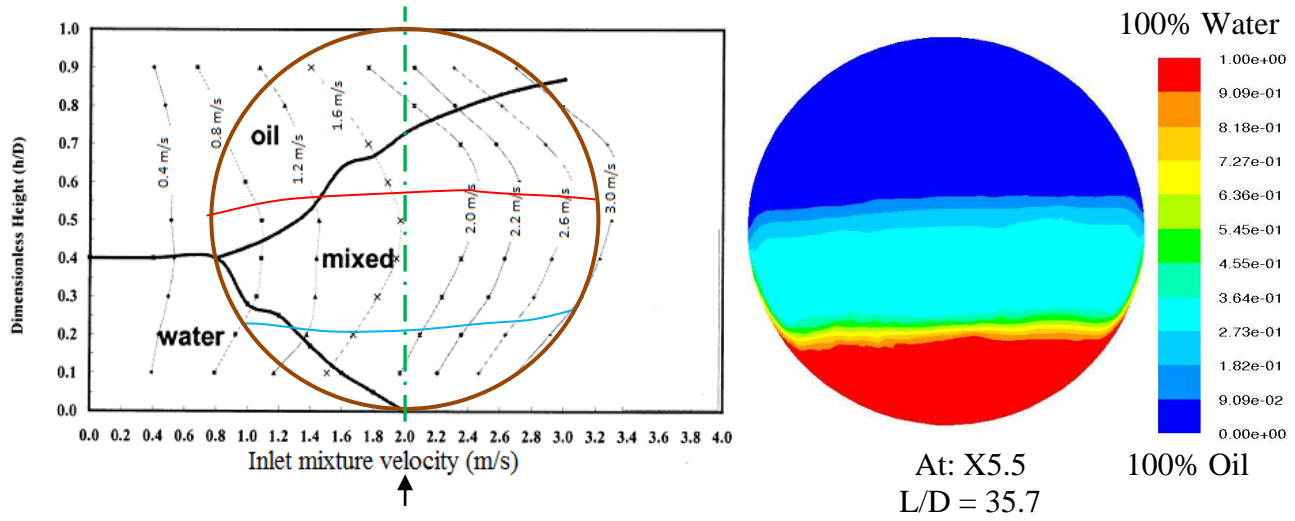 Dimensionless Height (h/D)
1.0
0.9
0.8
0.7
0.6
0.5
0.4
0.3
0.2
0.1
0.0
0.0 0.2 0.4 0.6 0.8 1.0 1.2 1.4 1.6 1.8 2.0 2.2 2.4 2.6 2.8 3.0 3.2 3.4 3.6 3.8 4.0
Inlet mixture velocity (m/s)
oil
mixed
water
0.4 m/s
0.8 m/s
1.2 m/s
1.6 m/s
2.0 m/s
2.2 m/s
2.6 m/s
3.0 m/s
100% Water
1.00e+00
9.09e-01
8.18e-01
7.27e-01
6.36e-01
5.45e-01
4.55e-01
3.64e-01
2.73e-01
1.82e-01
9.09e-02
0.00e+00
100% Oil
At: X5.5
L/D = 35.7